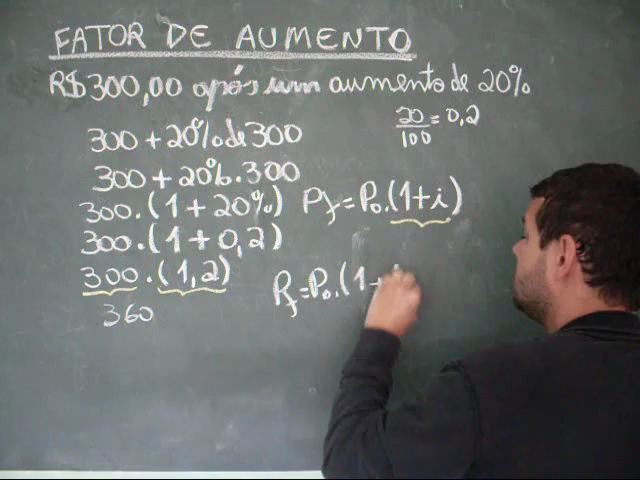 FATOR DE AUMENTO
R$300,00 após um aumento de 20%
20/100 = 0,2
300 + 20% de 300
300 + 20%.300
300.(1 + 20%)
Pf = Po.(1+i)
300.(1 + 0,2)
300.(1,2)
Pf = Po.(1+
360